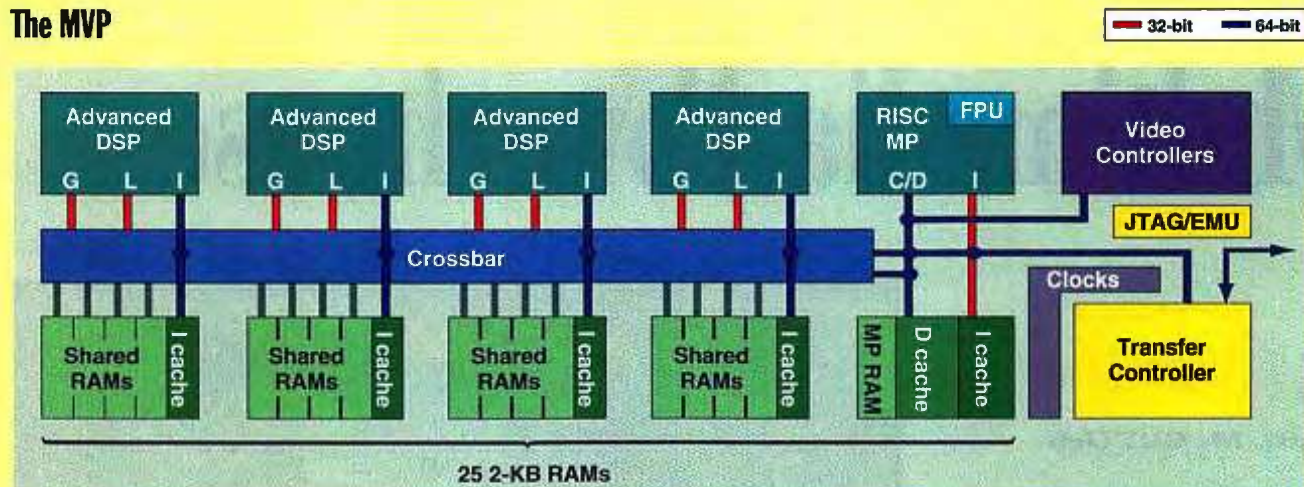 The MVP
32-bit 64-bit
Advanced DSP
Advanced DSP
Advanced DSP
Advanced DSP
RISC MP
FPU
Video Controllers
G L I
G L I
G L I
G L I
C/D I
JTAG/EMU
Crossbar
Clocks
Shared RAMs
I cache
Shared RAMs
I cache
Shared RAMs
I cache
Shared RAMs
I cache
MP RAM
D cache
I cache
Transfer Controller
25 2-KB RAMs